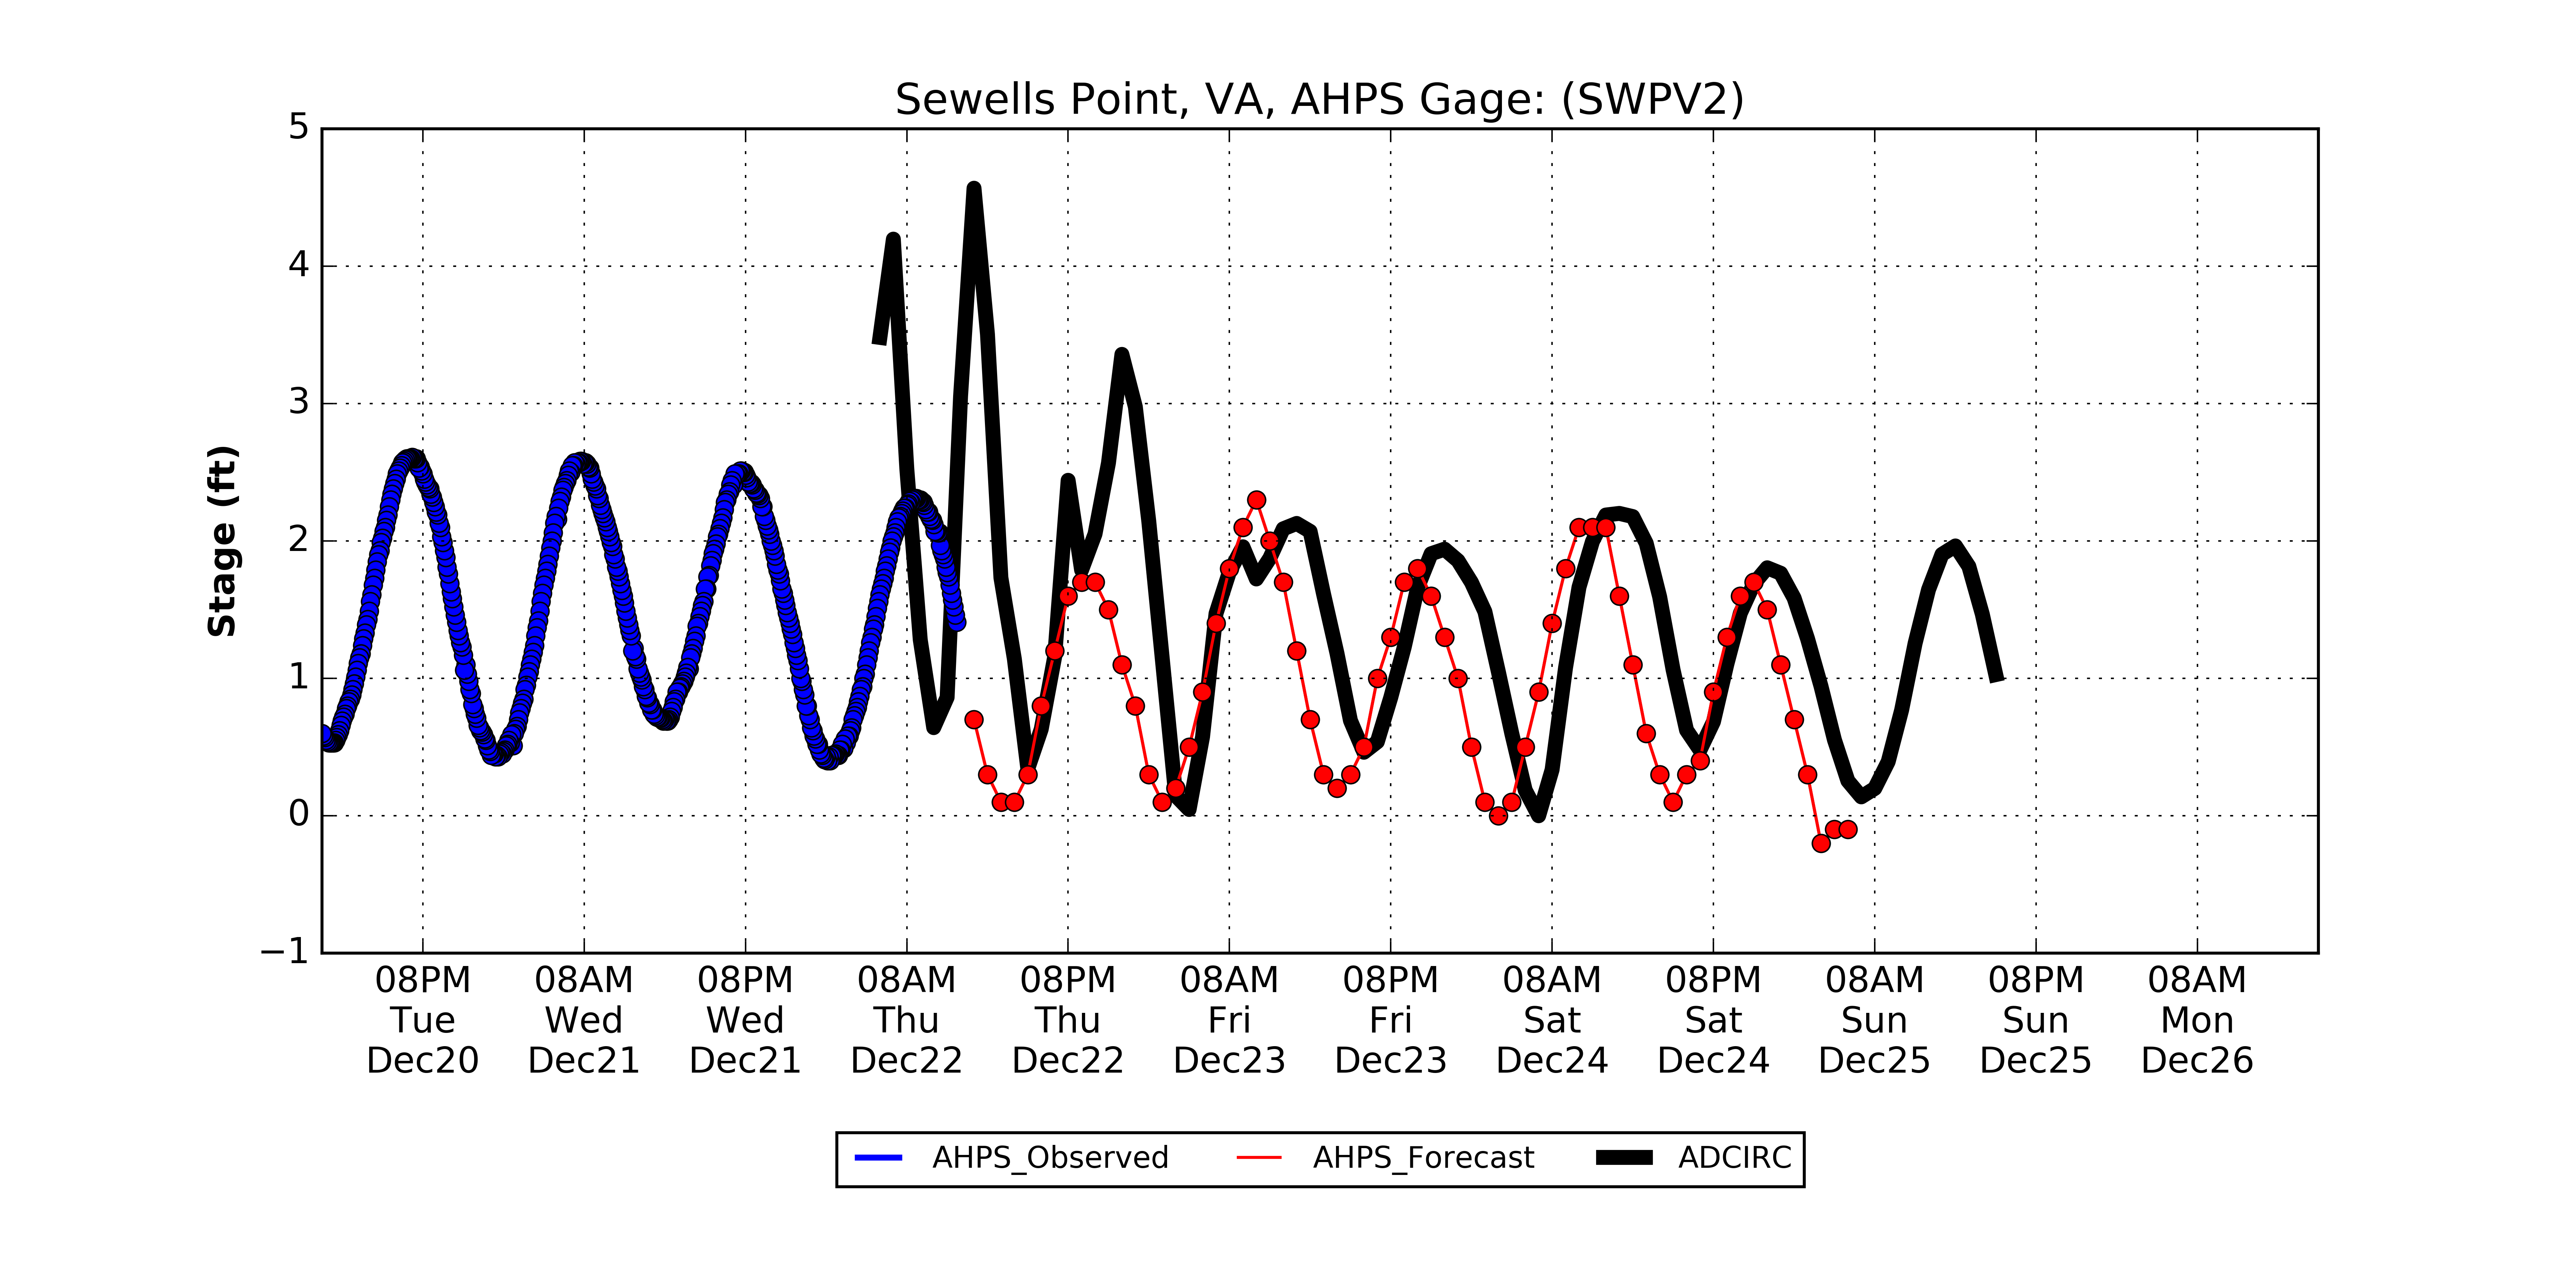 Sewells Point, VA, AHPS Gage: (SWPV2)
5
4
3
2
1
0
−1
Stage (ft)
08PM 08AM 08PM 08AM 08PM 08AM 08PM 08AM 08PM 08AM 08PM 08AM
Tue Wed Wed Thu Thu Fri Fri Sat Sat Sun Sun Mon
Dec20 Dec21 Dec21 Dec22 Dec22 Dec23 Dec23 Dec24 Dec24 Dec25 Dec25 Dec26
AHPS_Observed AHPS_Forecast ADCIRC